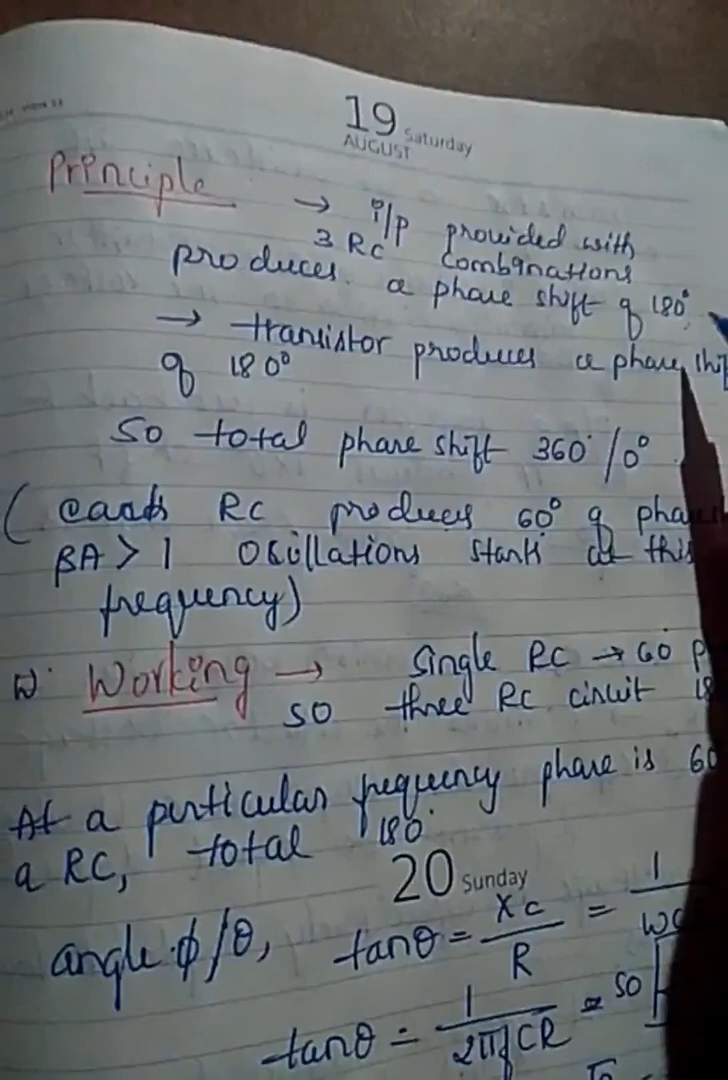 19 Saturday
AUGUST
Principle → i/p provided with
3 RC combinations
produces a phase shift of 180°
→ transistor produces a phase shif
of 180°
So total phase shift 360°/0°
(each RC produces 60° of phase
βA > 1 Oscillations starts at this
frequency)
Working → Single RC → 60 p
so three RC circuit 18
At a particular frequency phase is 60
a RC, total 180°
20 Sunday
angle ϕ/θ, tanθ = Xc/R = 1/ωC
tanθ = 1/2πfCR = so